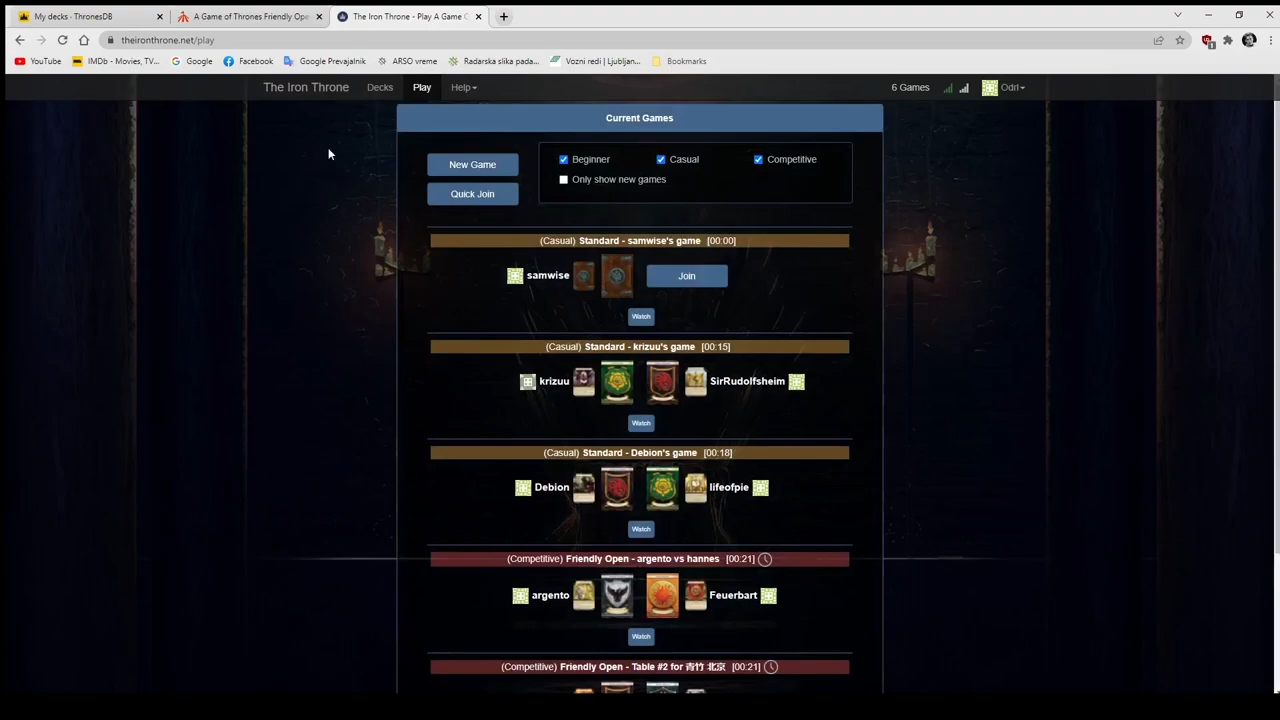 My decks - ThronesDB
A Game of Thrones Friendly Ope
The Iron Throne - Play A Game C
theironthrone.net/play
YouTube IMDb - Movies, TV... Google Facebook Google Prevajalnik ARSO vreme Radarska slika pada... Vozni redi | Ljubljan... Bookmarks
1
The Iron Throne Decks Play Help 6 Games Odrl
Current Games
New Game
Quick Join
Beginner Casual Competitive
Only show new games
(Casual) Standard - samwise's game [00:00]
samwise Join
Watch
(Casual) Standard - krizuu's game [00:15]
krizuu SirRudolfsheim
Watch
(Casual) Standard - Debion's game [00:18]
Debion lifeofpie
Watch
(Competitive) Friendly Open - argento vs hannes [00:21]
argento Feuerbart
Watch
(Competitive) Friendly Open - Table #2 for 青竹 北京 [00:21]